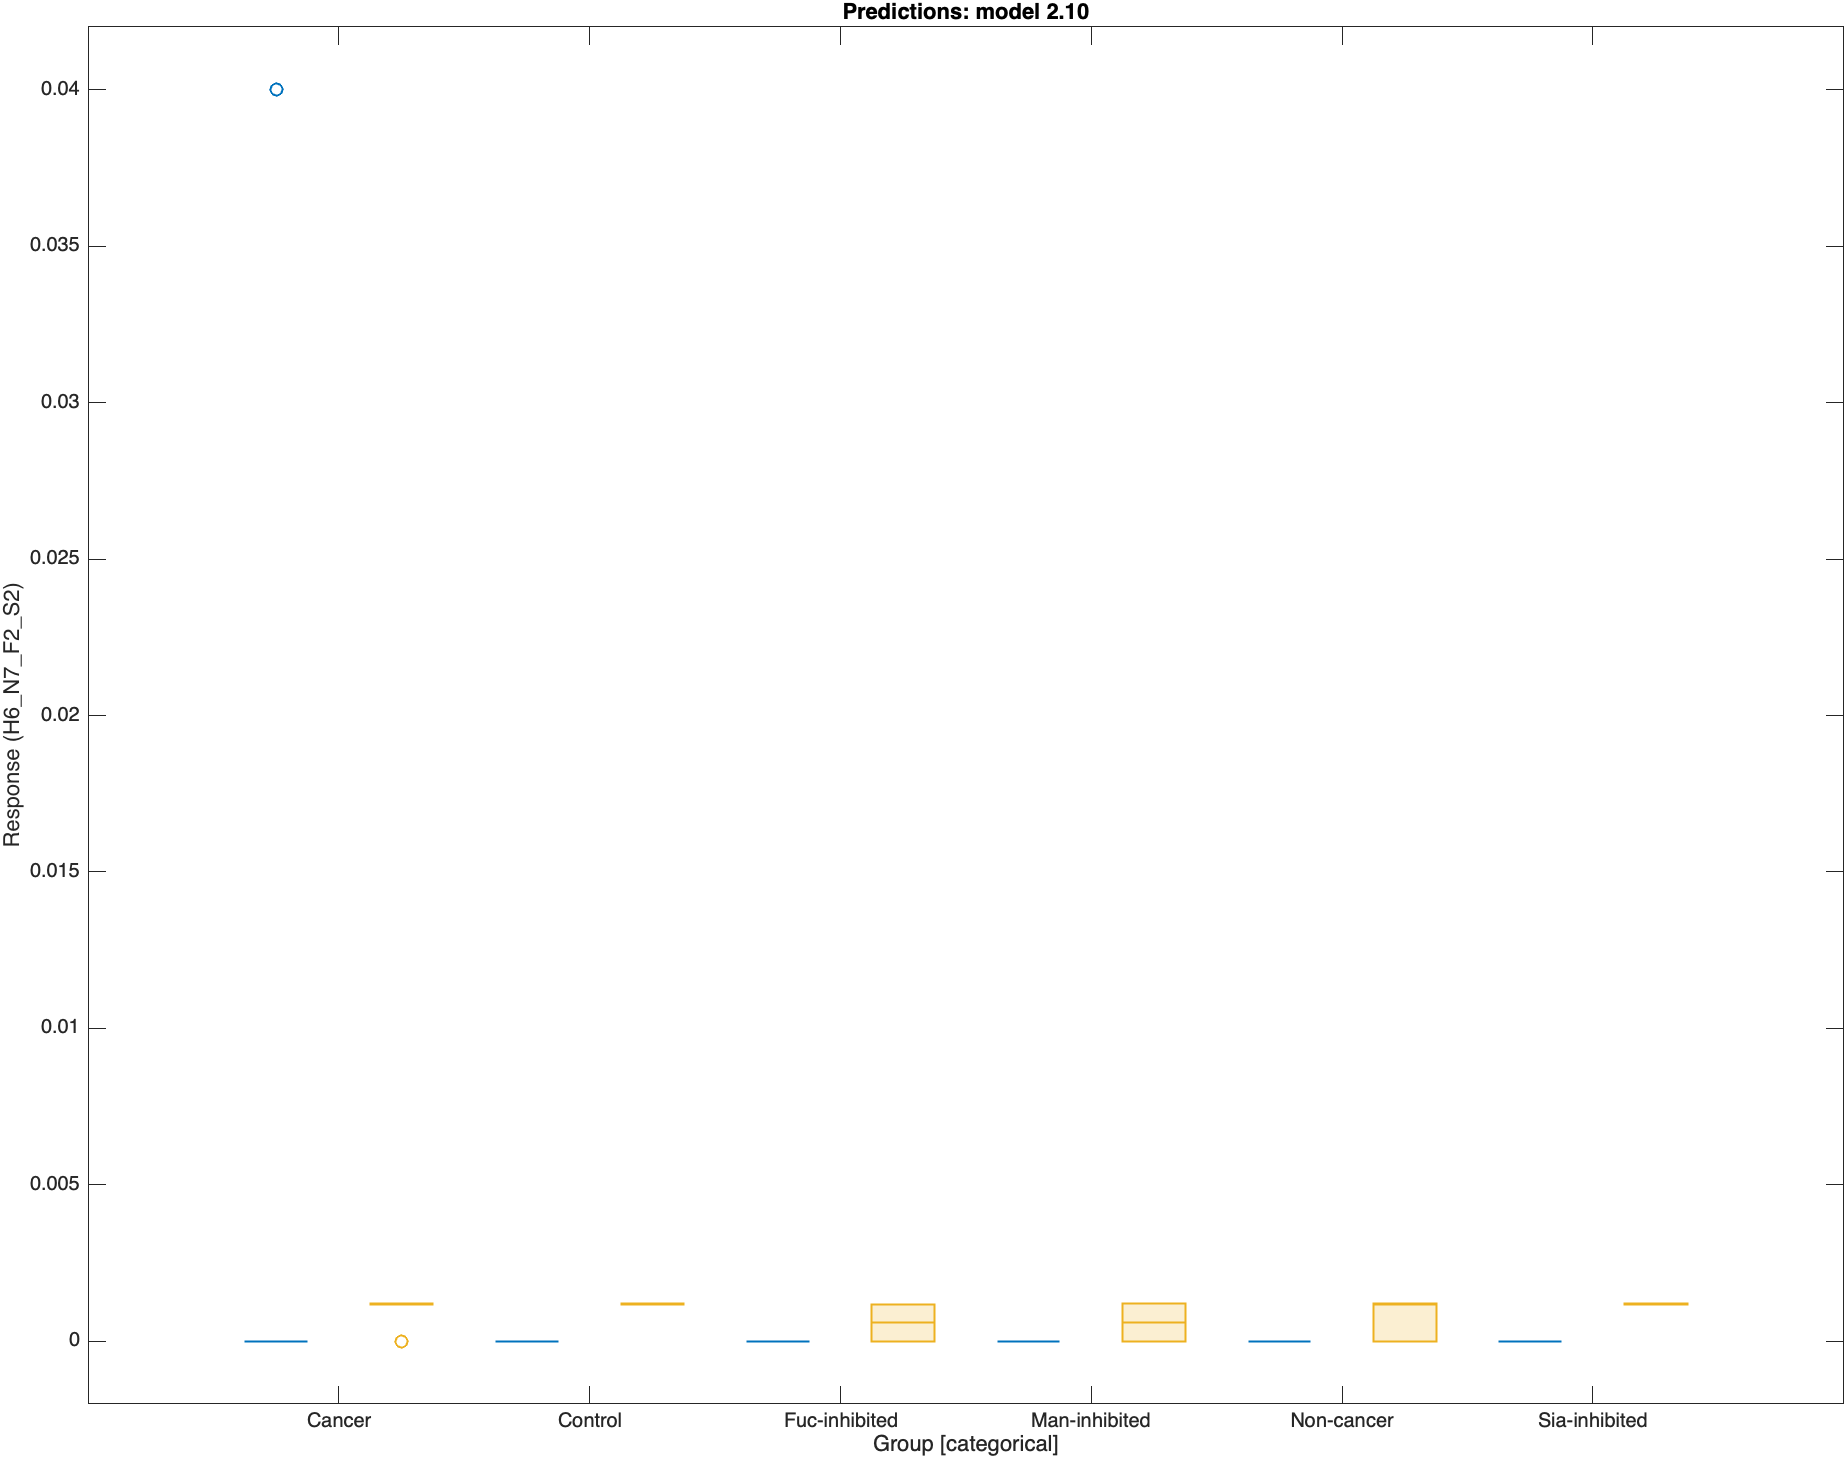 Predictions: model 2.10
0.04
0.035
0.03
0.025
0.02
0.015
0.01
0.005
0
Response (H6_N7_F2_S2)
Cancer Control Fuc-inhibited Man-inhibited Non-cancer Sia-inhibited
Group [categorical]